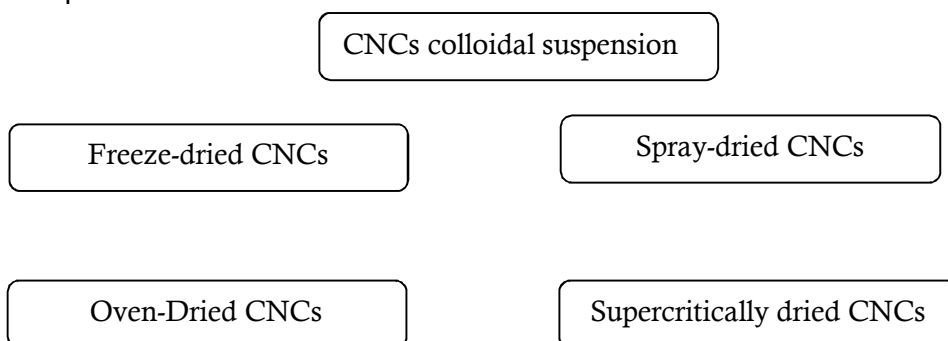 CNCs colloidal suspension
Freeze-dried CNCs
Spray-dried CNCs
Oven-Dried CNCs
Supercritically dried CNCs